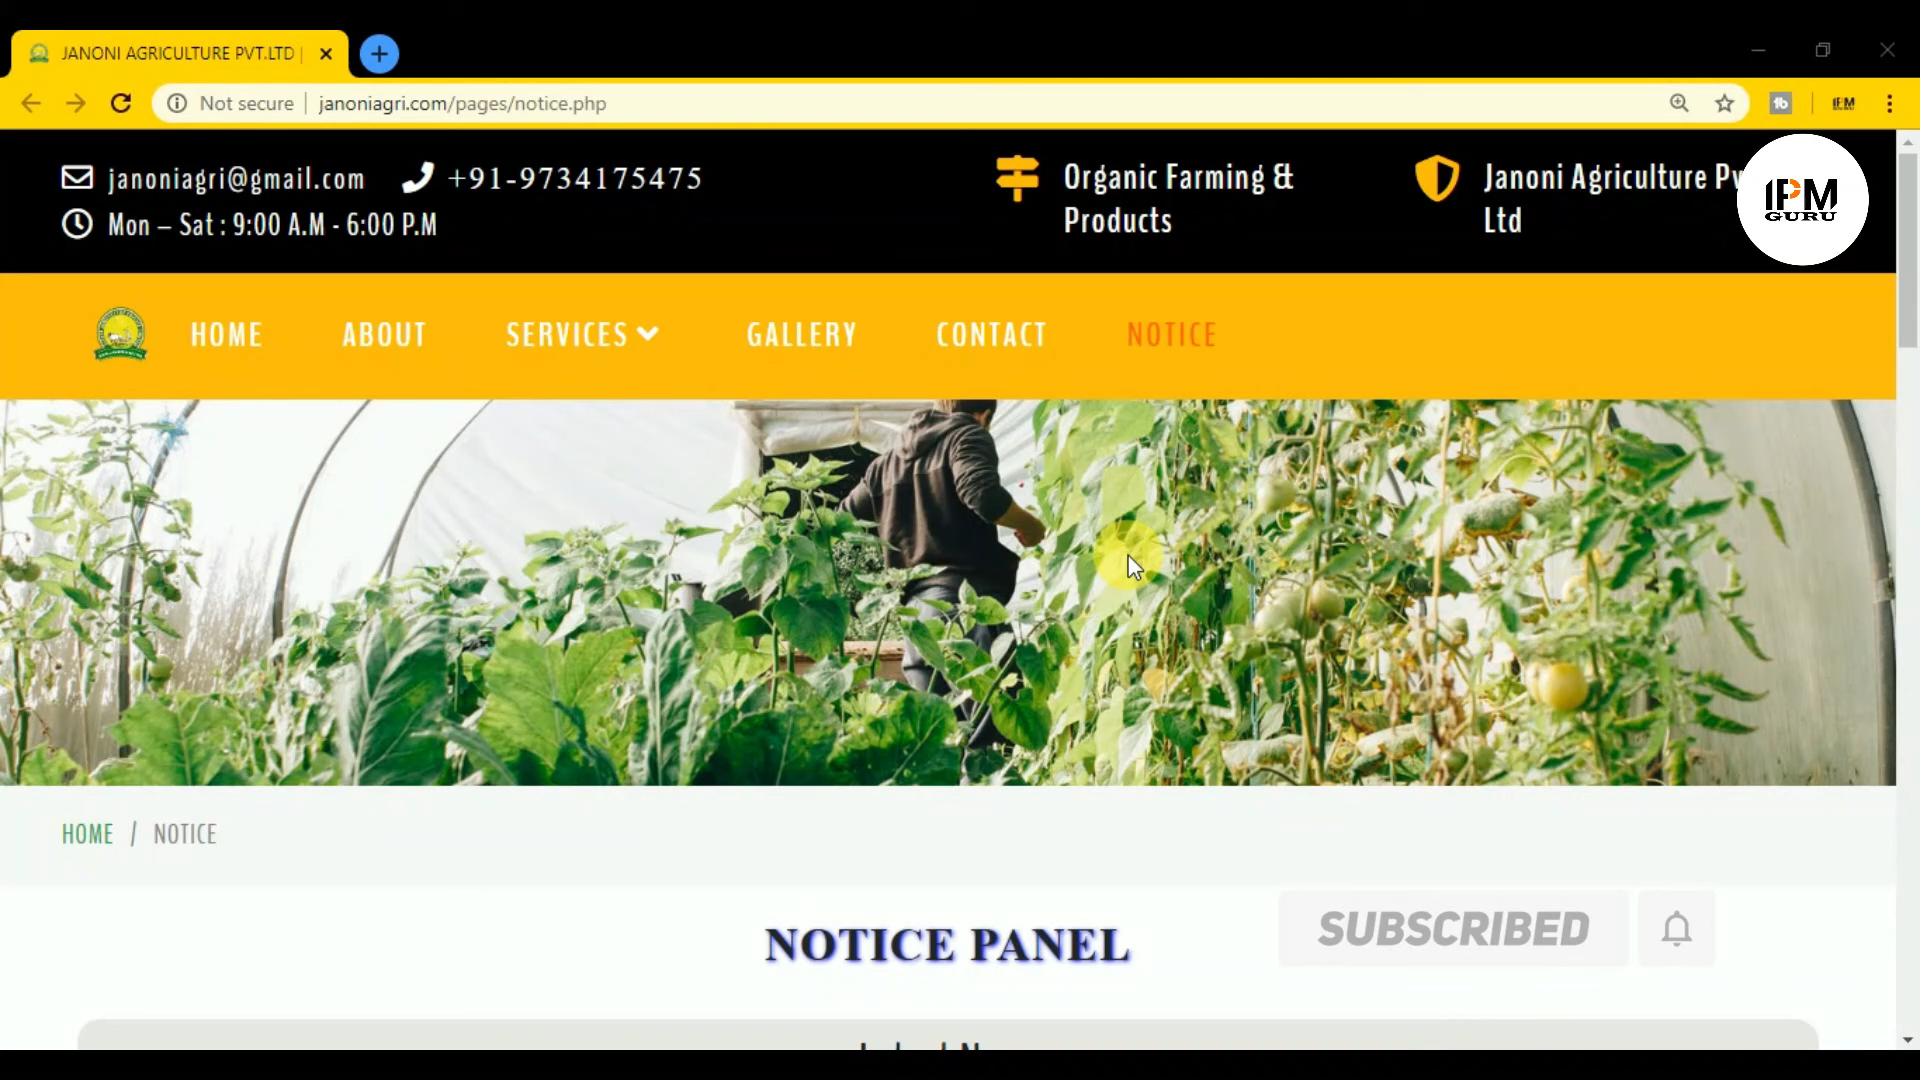 JANONI AGRICULTURE PVT.LTD |
Not secure | janoniagri.com/pages/notice.php
IPM
janoniagri@gmail.com +91-9734175475
Mon – Sat : 9:00 A.M - 6:00 P.M
Organic Farming &
Products
Janoni Agriculture
Ltd
IPM
GURU
HOME ABOUT SERVICES GALLERY CONTACT NOTICE
HOME / NOTICE
NOTICE PANEL
SUBSCRIBED